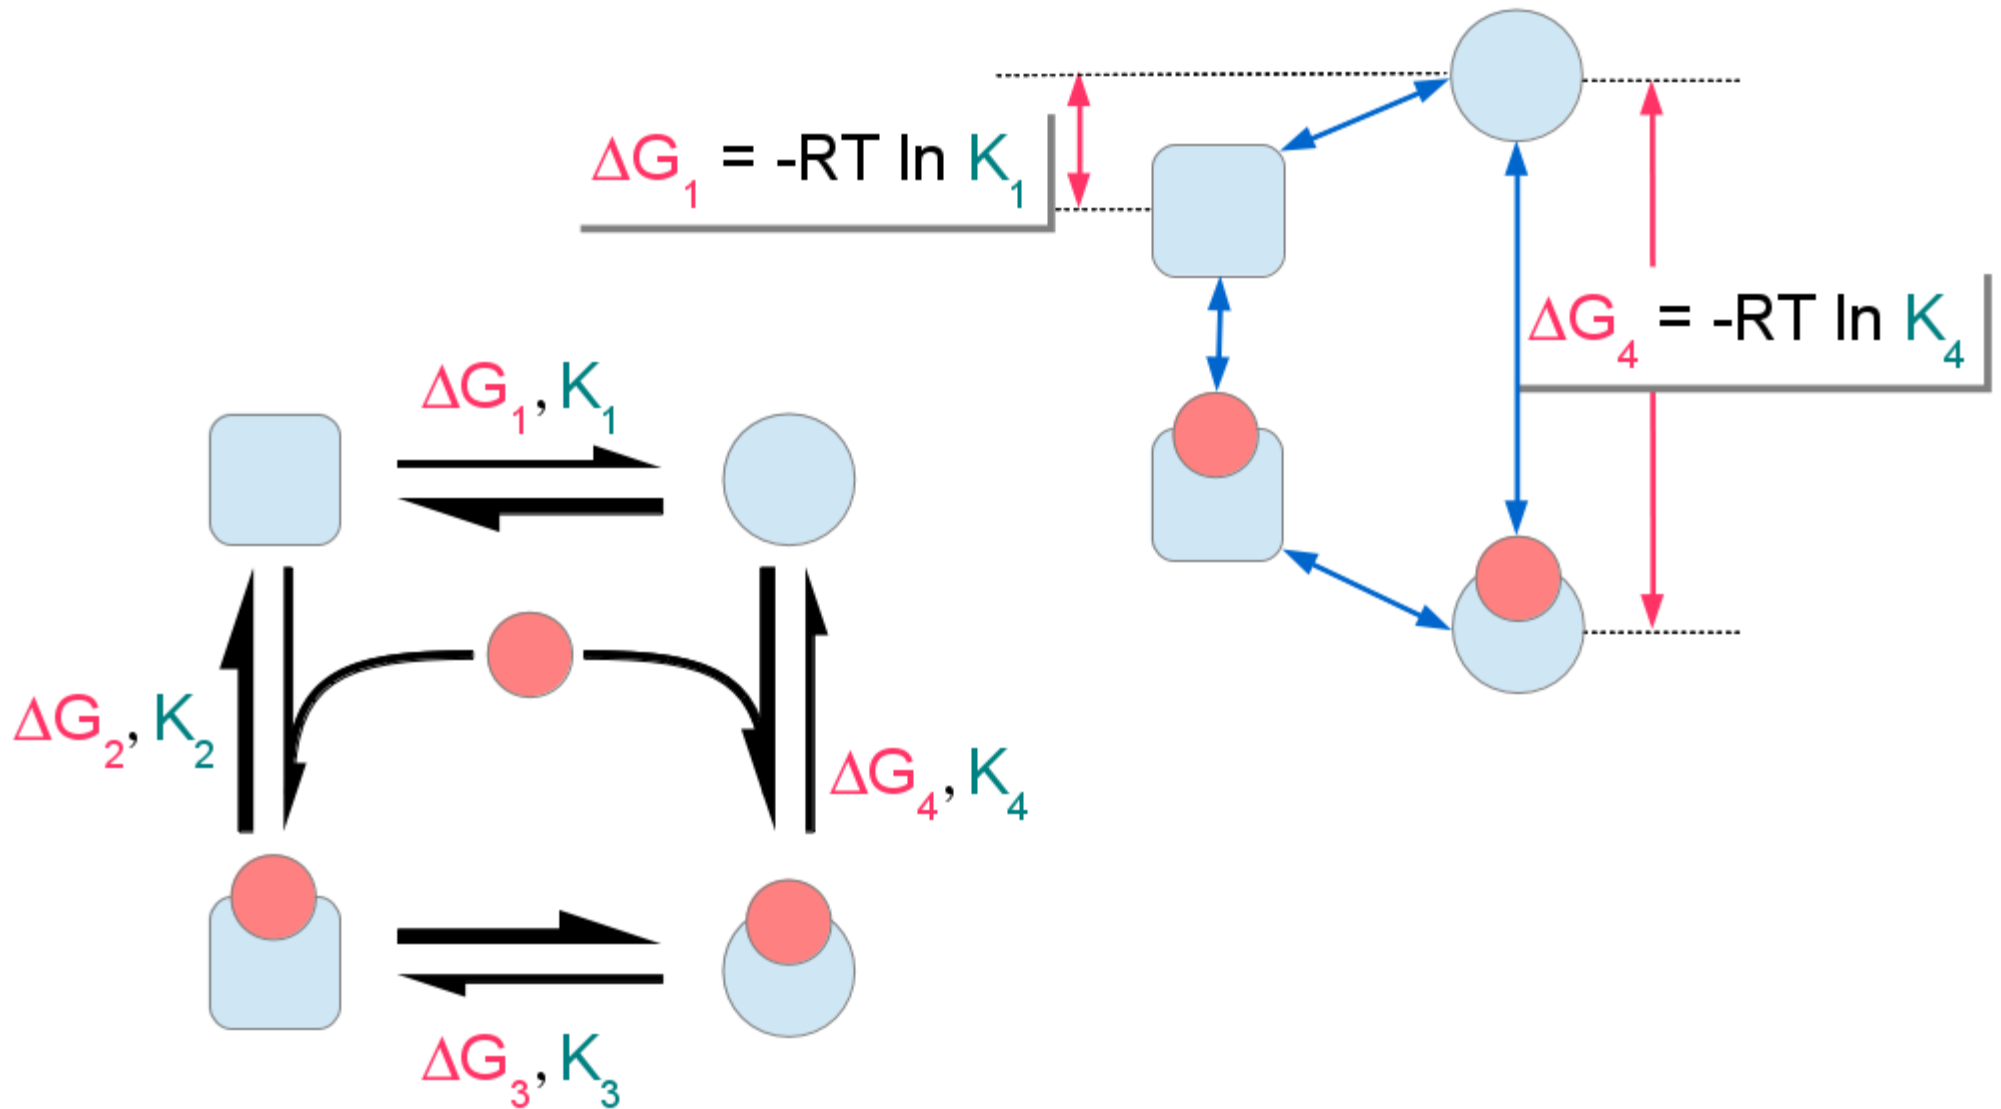 ΔG₁ = -RT ln K₁
ΔG₄ = -RT ln K₄
ΔG₁, K₁
ΔG₂, K₂
ΔG₄, K₄
ΔG₃, K₃